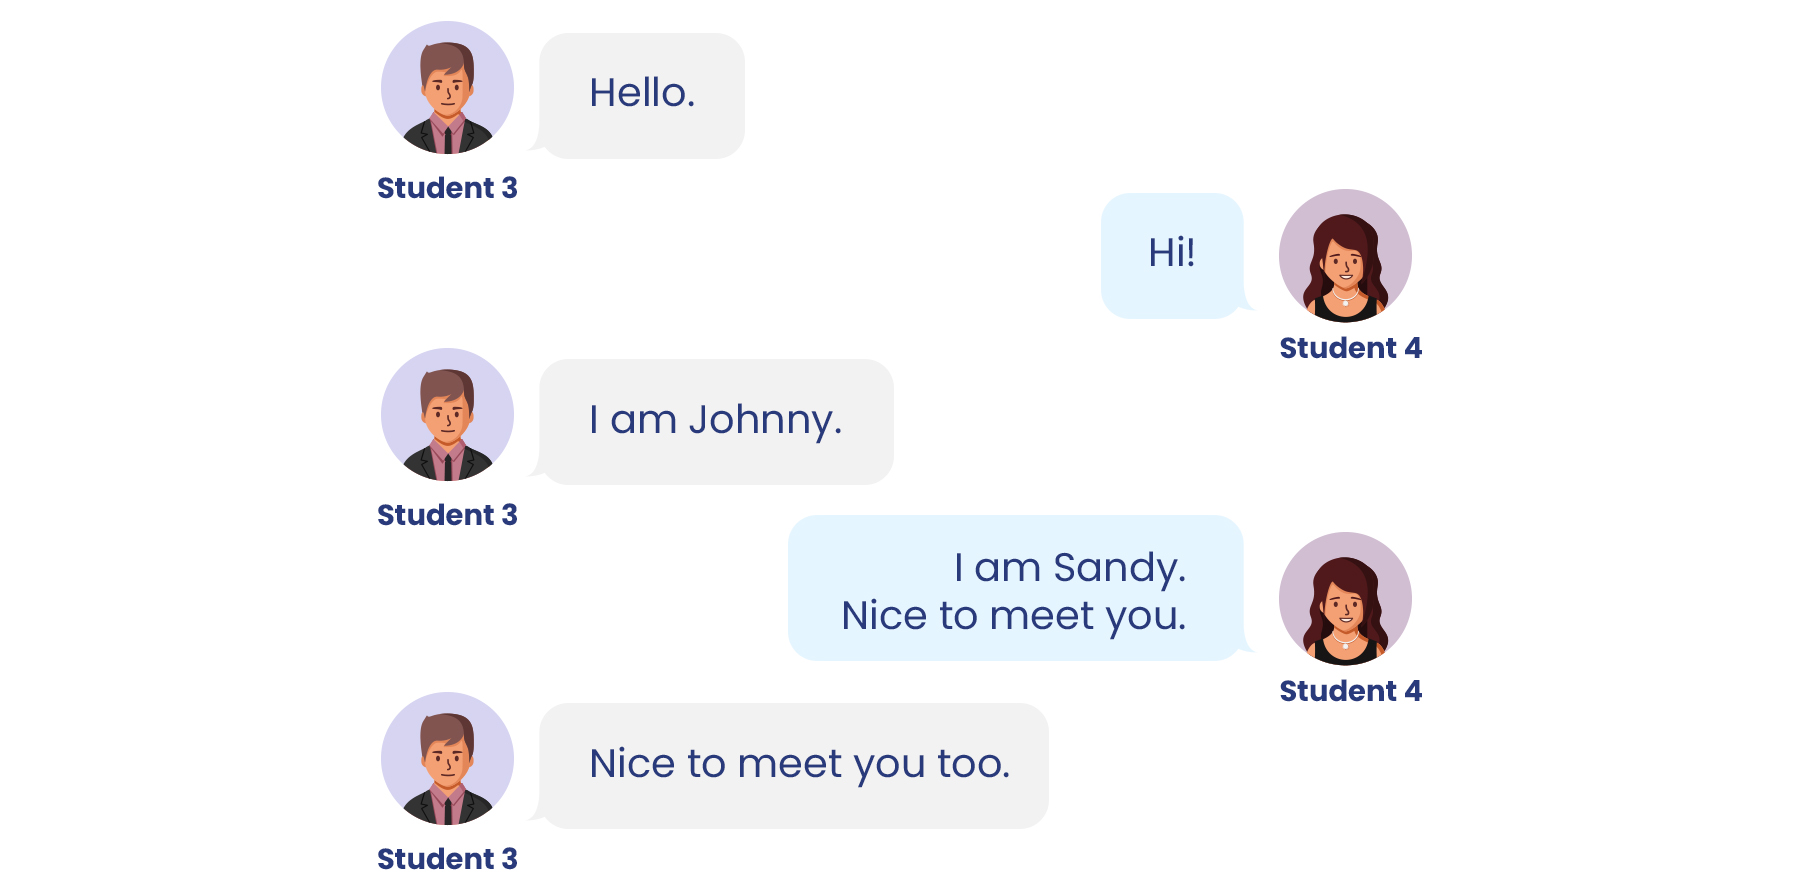 Hello.
Student 3
Hi!
Student 4
I am Johnny.
Student 3
I am Sandy.
Nice to meet you.
Student 4
Nice to meet you too.
Student 3